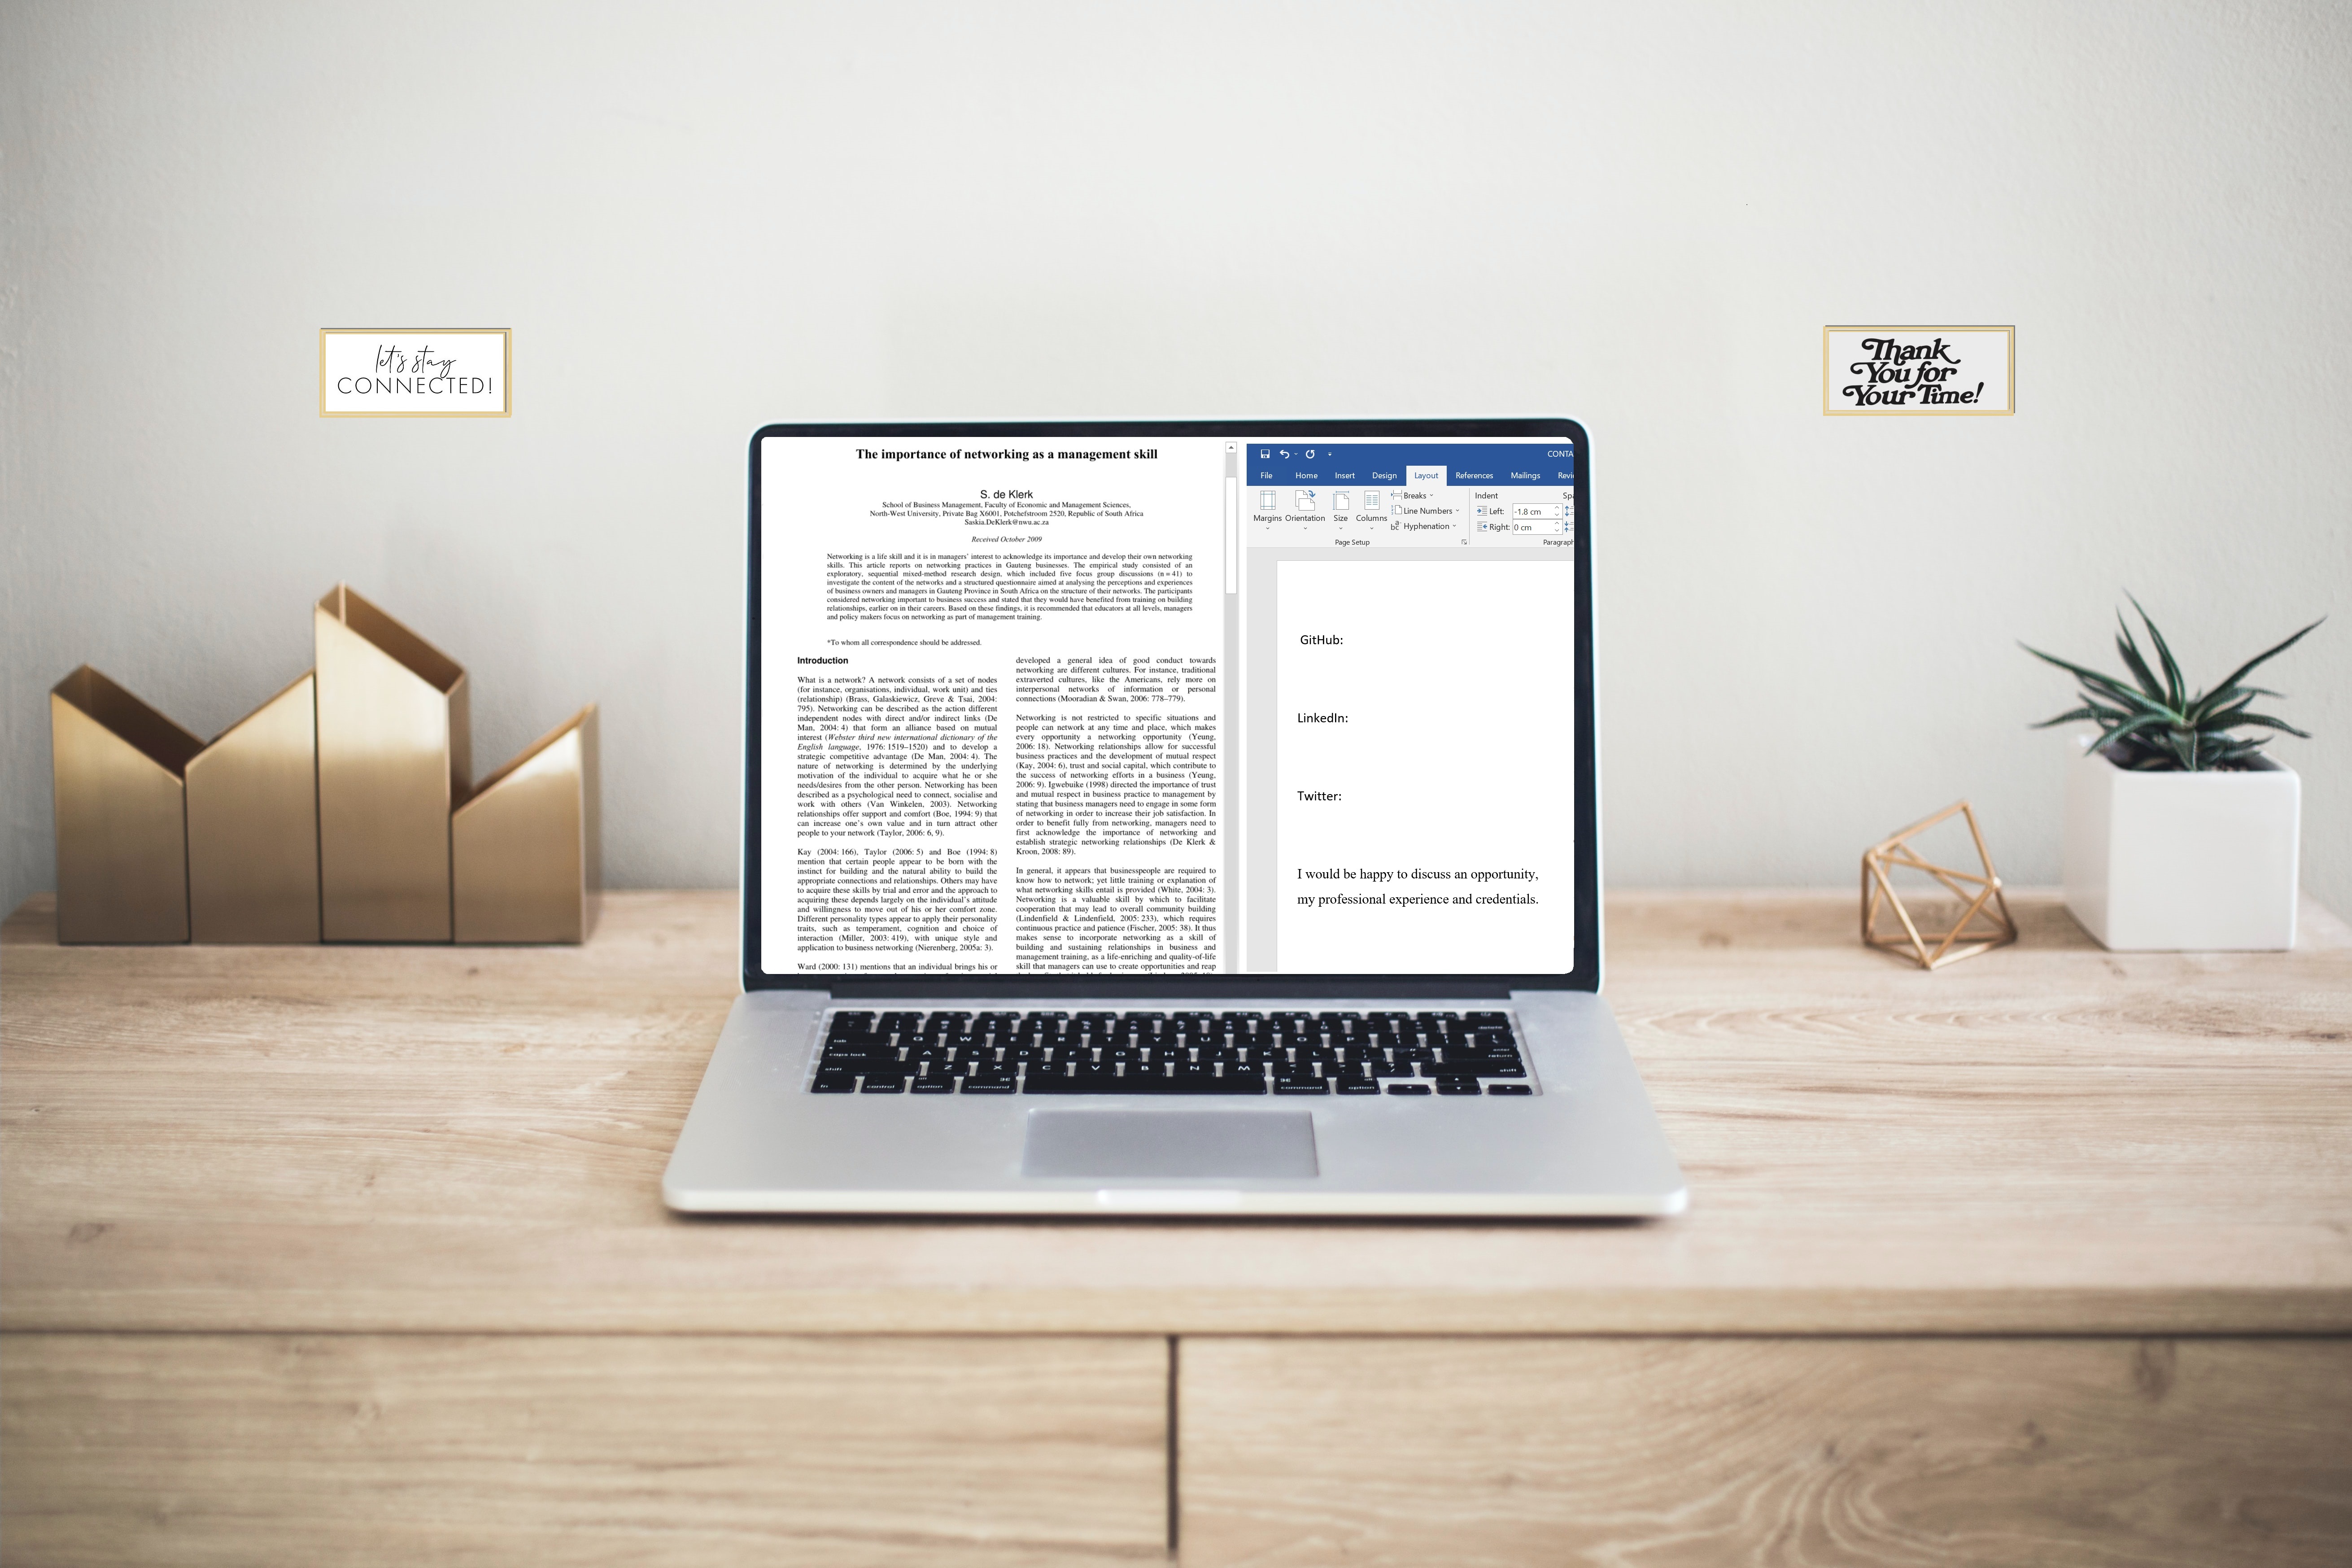 let's stay
CONNECTED!
Thank
You for
Your Time!
The importance of networking as a management skill
S. de Klerk
School of Business Management, Faculty of Economic and Management Sciences,
North-West University, Private Bag X6001, Potchefstroom 2520, Republic of South Africa
Saskia.DeKlerk@nwu.ac.za
Received October 2009
Networking is a life skill and it is in managers' interest to acknowledge its importance and develop their own networking
skills. This article reports on networking practices in Gauteng businesses. The empirical study consisted of an
exploratory, sequential mixed-method research design, which included five focus group discussions (n = 41) to
investigate the content of the networks and a structured questionnaire aimed at analysing the perceptions and experiences
of business owners and managers in Gauteng Province in South Africa on the structure of their networks. The participants
considered networking important to business success and stated that they would have benefited from training on building
relationships, earlier on in their careers. Based on these findings, it is recommended that educators at all levels, managers
and policy makers focus on networking as part of management training.
*To whom all correspondence should be addressed.
Introduction
What is a network? A network consists of a set of nodes
(for instance, organisations, individual, work unit) and ties
(relationship) (Brass, Galaskiewicz, Greve & Tsai, 2004:
795). Networking can be described as the action different
independent nodes with direct and/or indirect links (De
Man, 2004: 4) that form an alliance based on mutual
interest (Webster third new international dictionary of the
English language, 1976: 1519–1520) and to develop a
strategic competitive advantage (De Man, 2004: 4). The
nature of networking is determined by the underlying
motivation of the individual to acquire what he or she
needs/desires from the other person. Networking has been
described as a psychological need to connect, socialise and
work with others (Van Winkelen, 2003). Networking
relationships offer support and comfort (Boe, 1994: 9) that
can increase one's own value and in turn attract other
people to your network (Taylor, 2006: 6, 9).
Kay (2004: 166), Taylor (2006: 5) and Boe (1994: 8)
mention that certain people appear to be born with the
instinct for building and the natural ability to build the
appropriate connections and relationships. Others may have
to acquire these skills by trial and error and the approach to
acquiring these depends largely on the individual's attitude
and willingness to move out of his or her comfort zone.
Different personality types appear to apply their personality
traits, such as temperament, cognition and choice of
interaction (Miller, 2003: 419), with unique style and
application to business networking (Nierenberg, 2005a: 3).
Ward (2000: 131) mentions that an individual brings his or
developed a general idea of good conduct towards
networking are different cultures. For instance, traditional
extraverted cultures, like the Americans, rely more on
interpersonal networks of information or personal
connections (Mooradian & Swan, 2006: 778–779).
Networking is not restricted to specific situations and
people can network at any time and place, which makes
every opportunity a networking opportunity (Yeung,
2006: 18). Networking relationships allow for successful
business practices and the development of mutual respect
(Kay, 2004: 6), trust and social capital, which contribute to
the success of networking efforts in a business (Yeung,
2006: 9). Igwebuike (1998) directed the importance of trust
and mutual respect in business practice to management by
stating that business managers need to engage in some form
of networking in order to increase their job satisfaction. In
order to benefit fully from networking, managers need to
first acknowledge the importance of networking and
establish strategic networking relationships (De Klerk &
Kroon, 2008: 89).
In general, it appears that businesspeople are required to
know how to network; yet little training or explanation of
what networking skills entail is provided (White, 2004: 3).
Networking is a valuable skill by which to facilitate
cooperation that may lead to overall community building
(Lindenfield & Lindenfield, 2005: 233), which requires
continuous practice and patience (Fischer, 2005: 38). It thus
makes sense to incorporate networking as a skill of
building and sustaining relationships in business and
management training, as a life-enriching and quality-of-life
skill that managers can use to create opportunities and reap
CONTA
File Home Insert Design Layout References Mailings Revi
Margins Orientation Size Columns
Breaks
Line Numbers
Hyphenation
Page Setup
Indent Spa
Left: -1.8 cm
Right: 0 cm
Paragraph
GitHub:
LinkedIn:
Twitter:
I would be happy to discuss an opportunity,
my professional experience and credentials.
delete
tab Q W E R T Y U I O P
caps lock A S D F G H J K L return
shift Z X C V B N M shift
fn control option command command option